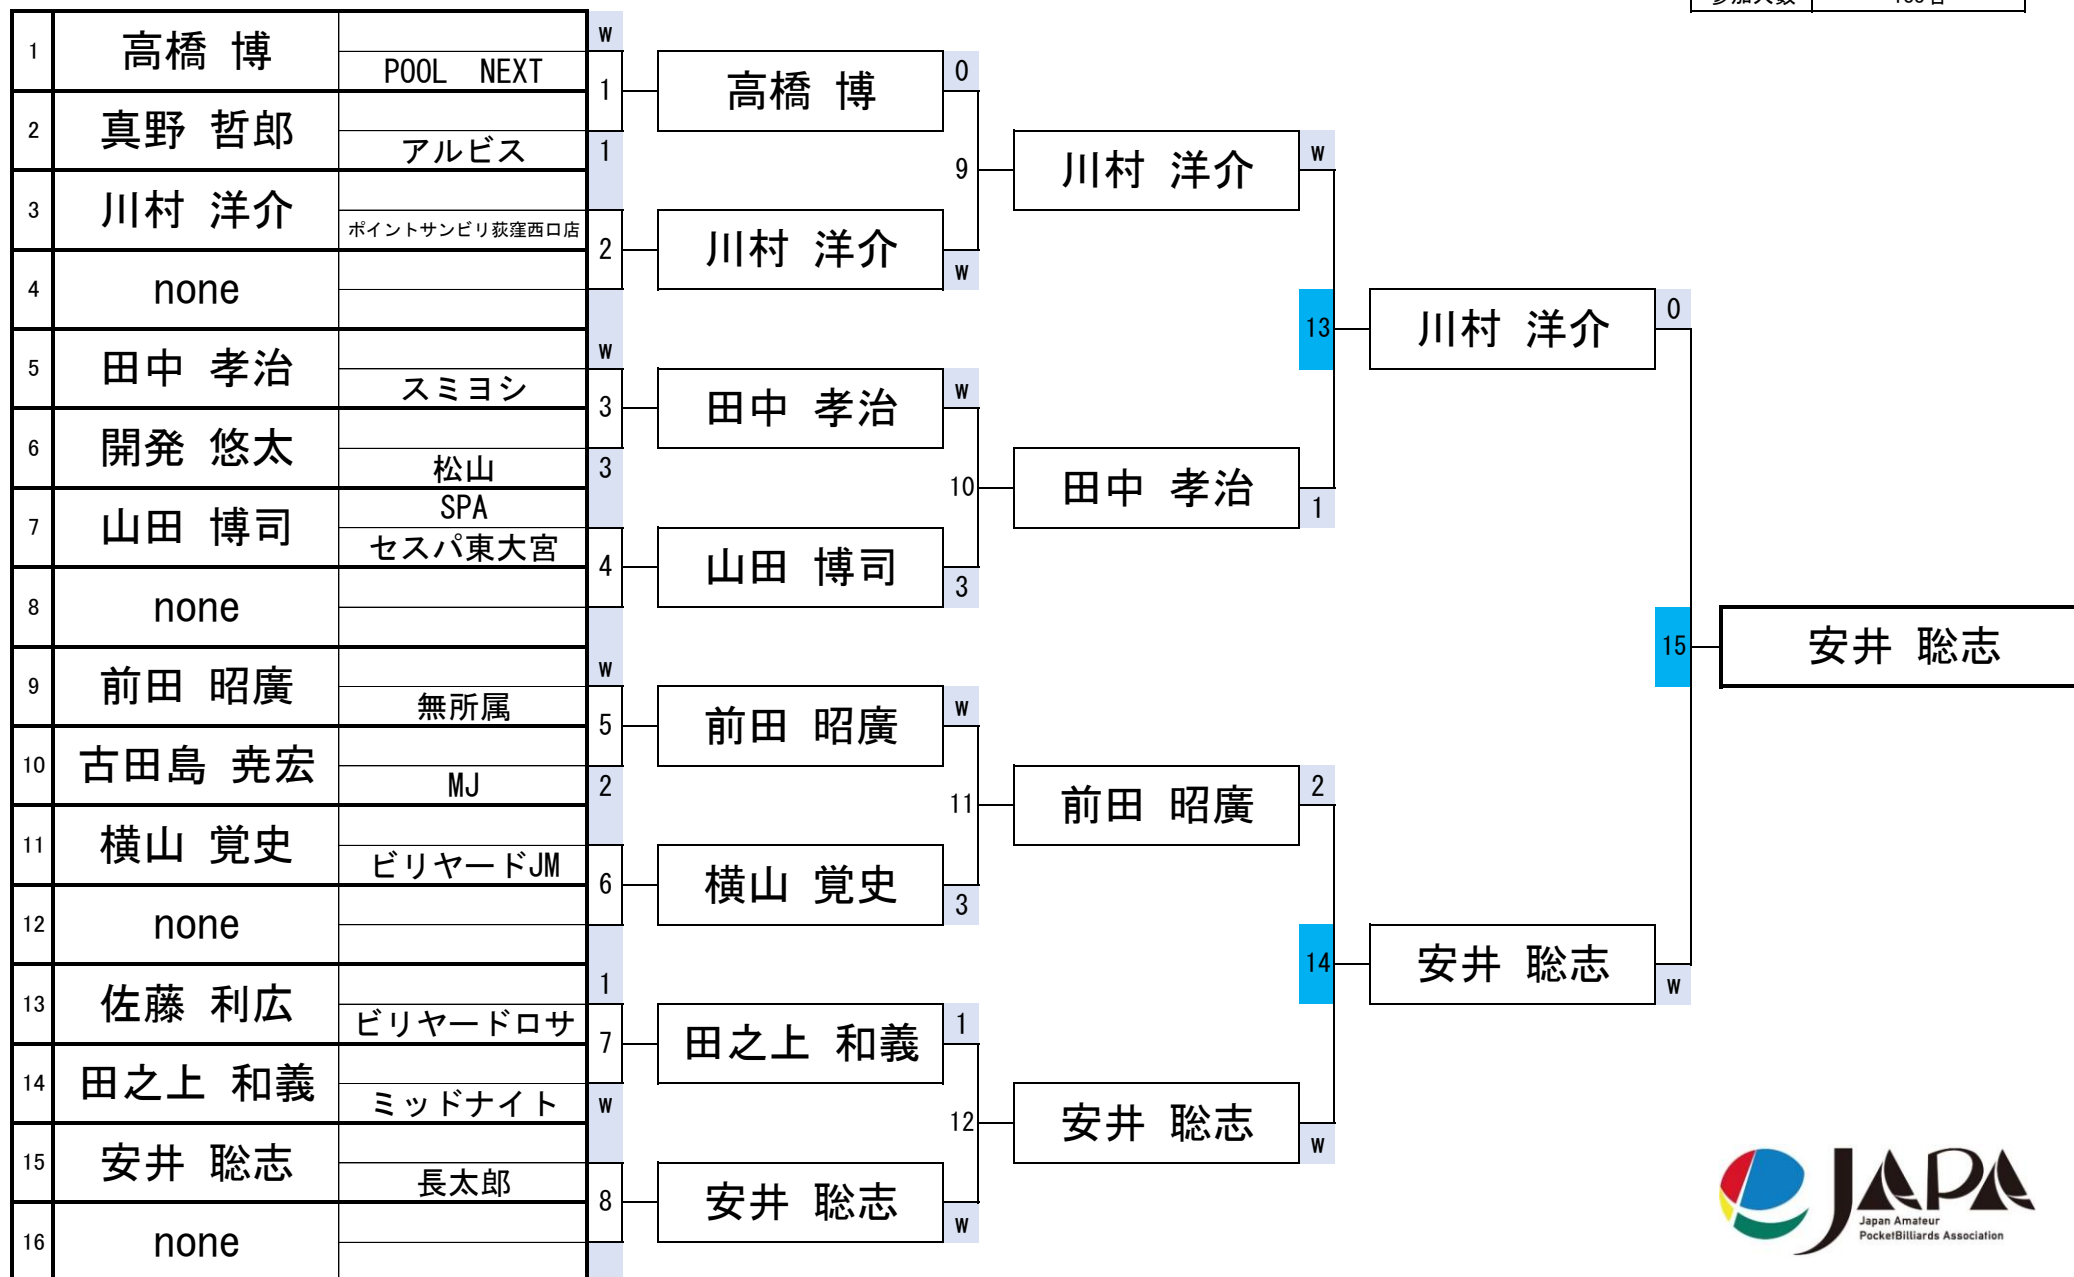 1 高橋 博 POOL NEXT W
2 真野 哲郎 アルビス 1
1 高橋 博 0
3 川村 洋介 ポイントサンビリ荻窪西口店
4 none
2 川村 洋介 W
9 川村 洋介 W
5 田中 孝治 スミヨシ W
6 開発 悠太 松山 3
3 田中 孝治 W
7 山田 博司 SPA
セスパ東大宮
8 none
4 山田 博司 3
10 田中 孝治 1
13 川村 洋介 0
9 前田 昭廣 無所属 W
10 古田島 尭宏 MJ 2
5 前田 昭廣 W
11 横山 覚史 ビリヤードJM
12 none
6 横山 覚史 3
11 前田 昭廣 2
13 佐藤 利広 ビリヤードロサ 1
14 田之上 和義 ミッドナイト W
7 田之上 和義 1
15 安井 聡志 長太郎
16 none
8 安井 聡志 W
12 安井 聡志 W
14 安井 聡志 W
15 安井 聡志
JAPA
Japan Amateur
PocketBilliards Association